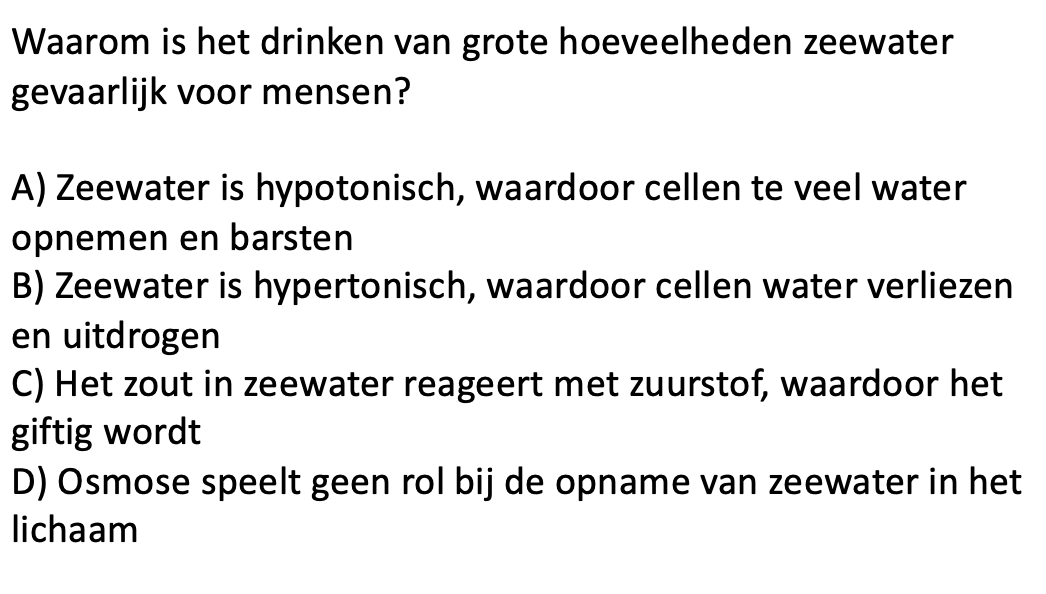 Waarom is het drinken van grote hoeveelheden zeewater
gevaarlijk voor mensen?
A) Zeewater is hypotonisch, waardoor cellen te veel water
opnemen en barsten
B) Zeewater is hypertonisch, waardoor cellen water verliezen
en uitdrogen
C) Het zout in zeewater reageert met zuurstof, waardoor het
giftig wordt
D) Osmose speelt geen rol bij de opname van zeewater in het
lichaam